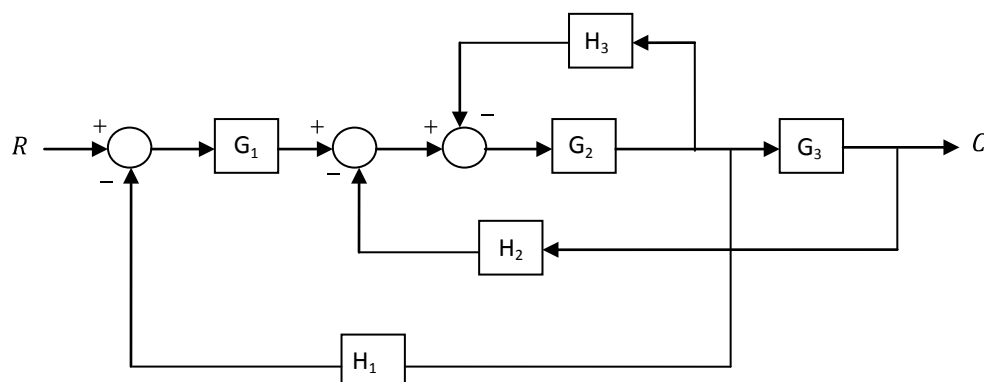 H₃
R + − G₁ + − + − G₂ G₃ C
H₂
H₁